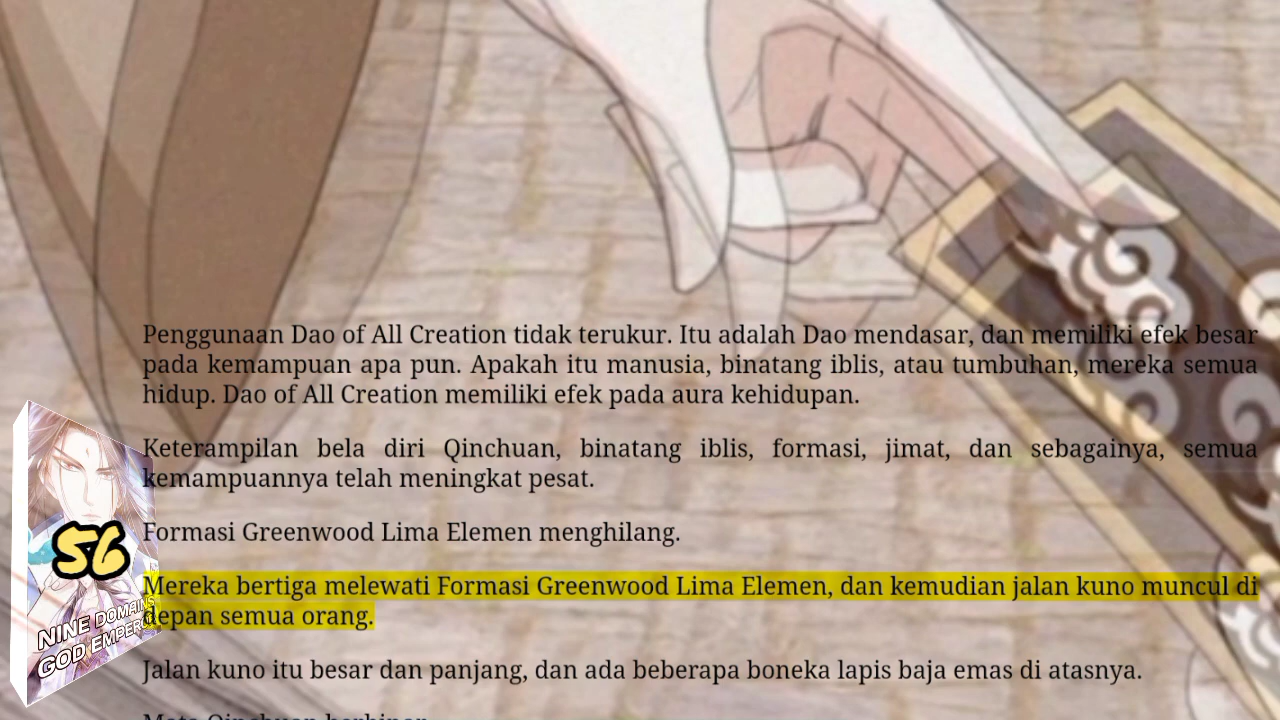 Penggunaan Dao of All Creation tidak terukur. Itu adalah Dao mendasar, dan memiliki efek besar
pada kemampuan apa pun. Apakah itu manusia, binatang iblis, atau tumbuhan, mereka semua
hidup. Dao of All Creation memiliki efek pada aura kehidupan.
Keterampilan bela diri Qinchuan, binatang iblis, formasi, jimat, dan sebagainya, semua
kemampuannya telah meningkat pesat.
Formasi Greenwood Lima Elemen menghilang.
Mereka bertiga melewati Formasi Greenwood Lima Elemen, dan kemudian jalan kuno muncul di
depan semua orang.
Jalan kuno itu besar dan panjang, dan ada beberapa boneka lapis baja emas di atasnya.
56
NINE DOMAINS
GOD EMPEROR